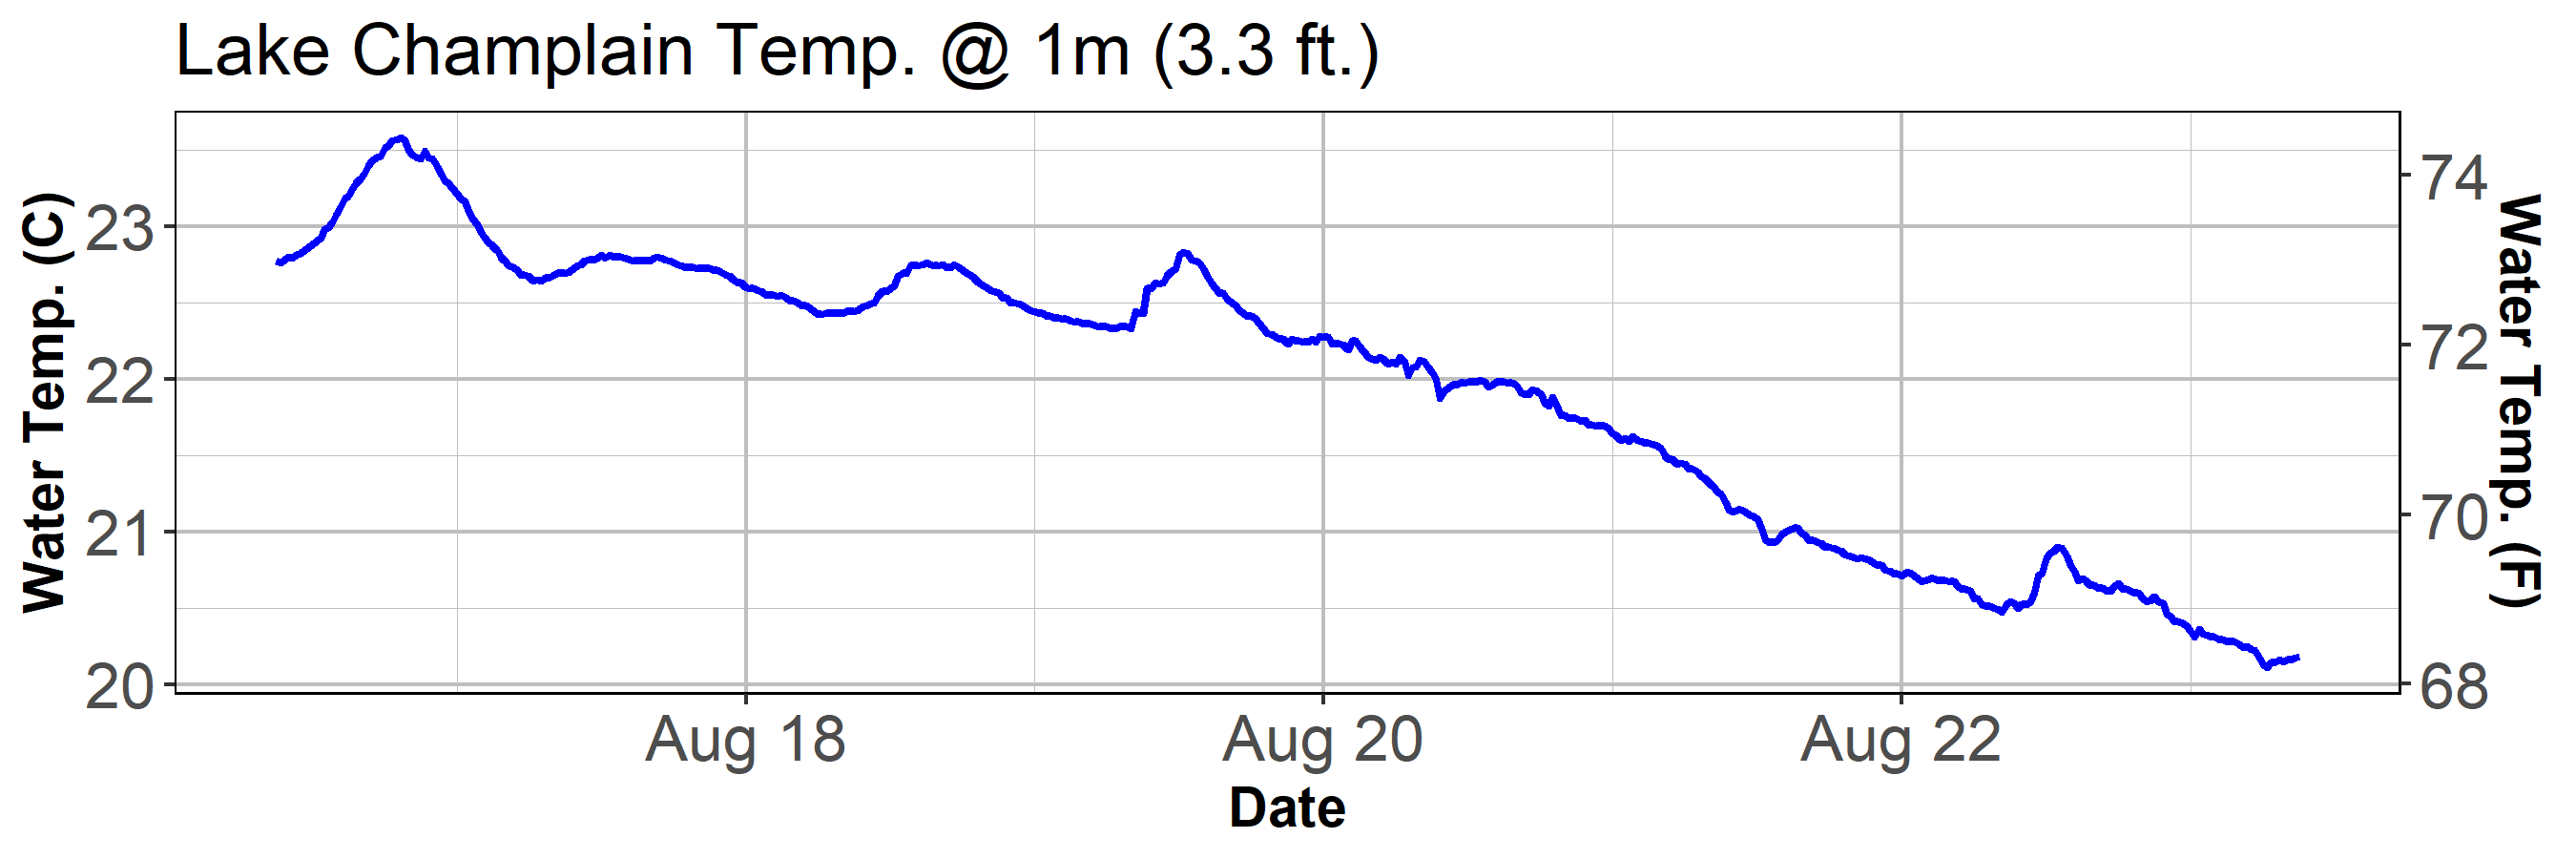 Lake Champlain Temp. @ 1m (3.3 ft.)
Water Temp. (C)
23
22
21
20
74
72
70
68
Water Temp. (F)
Aug 18
Aug 20
Aug 22
Date